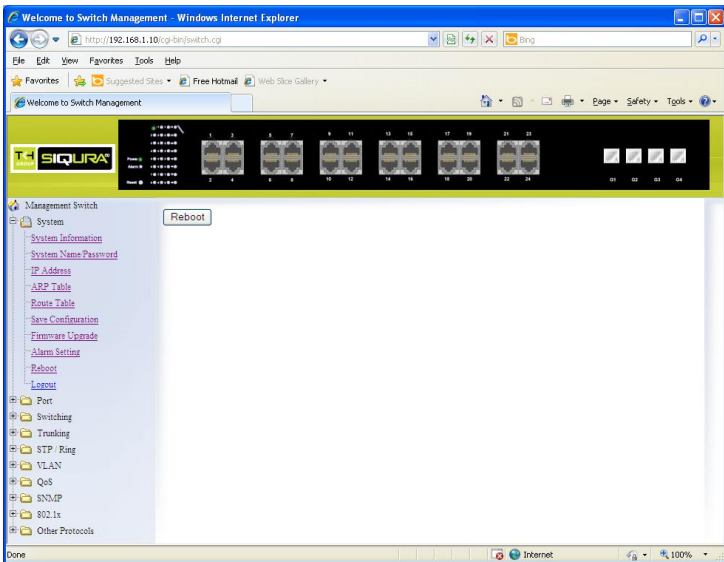 Welcome to Switch Management - Windows Internet Explorer
http://192.168.1.10/cgi-bin/switch.cgi
Bing
File Edit View Favorites Tools Help
Favorites Suggested Sites Free Hotmail Web Slice Gallery
Welcome to Switch Management
Page Safety Tools
TKH GROUP SIQURA®
Power
Alarm
Reset
1 3 5 7 9 11 13 15 17 19 21 23
2 4 6 8 10 12 14 16 18 20 22 24
G1 G2 G3 G4
Management Switch
System
System Information
System Name/Password
IP Address
ARP Table
Route Table
Save Configuration
Firmware Upgrade
Alarm Setting
Reboot
Logout
Port
Switching
Trunking
STP / Ring
VLAN
QoS
SNMP
802.1x
Other Protocols
Reboot
Done
Internet
100%